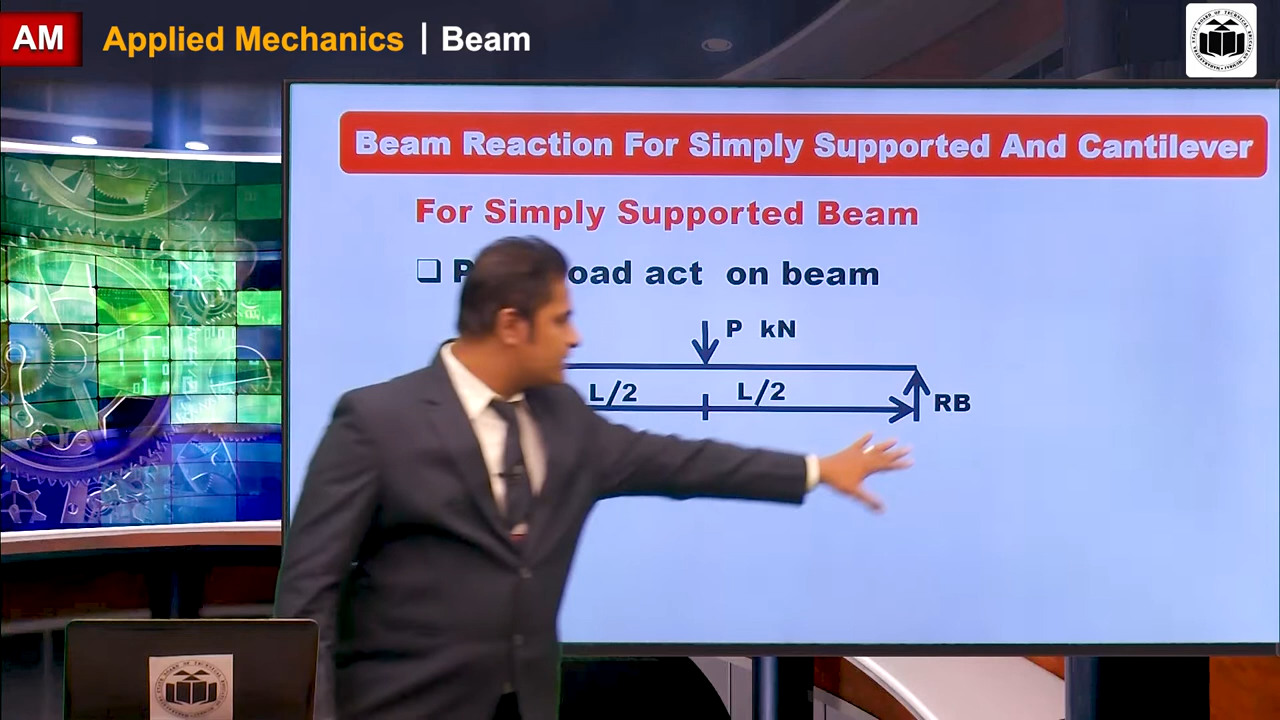 AM
Applied Mechanics | Beam
Beam Reaction For Simply Supported And Cantilever
For Simply Supported Beam
act on beam
P kN
L/2 L/2
RB